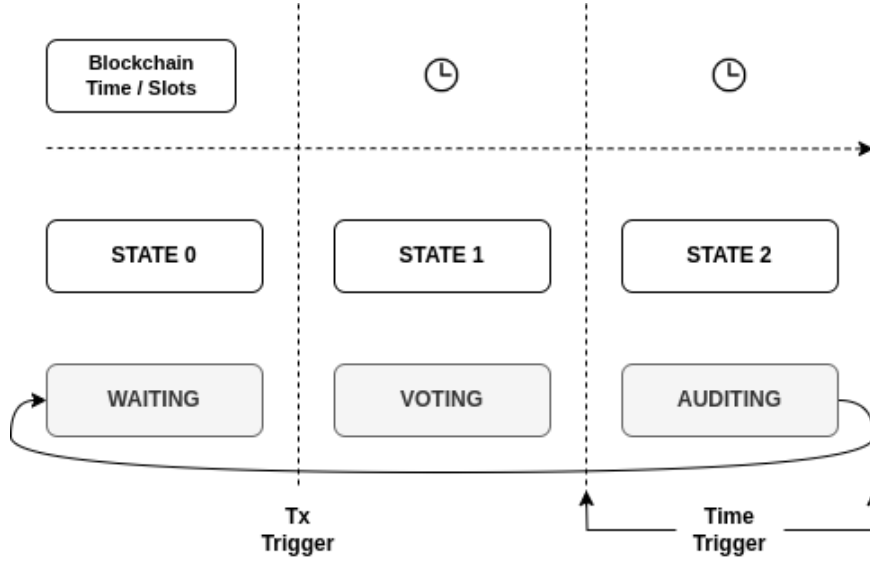 Blockchain
Time / Slots
STATE 0
STATE 1
STATE 2
WAITING
VOTING
AUDITING
Tx
Trigger
Time
Trigger